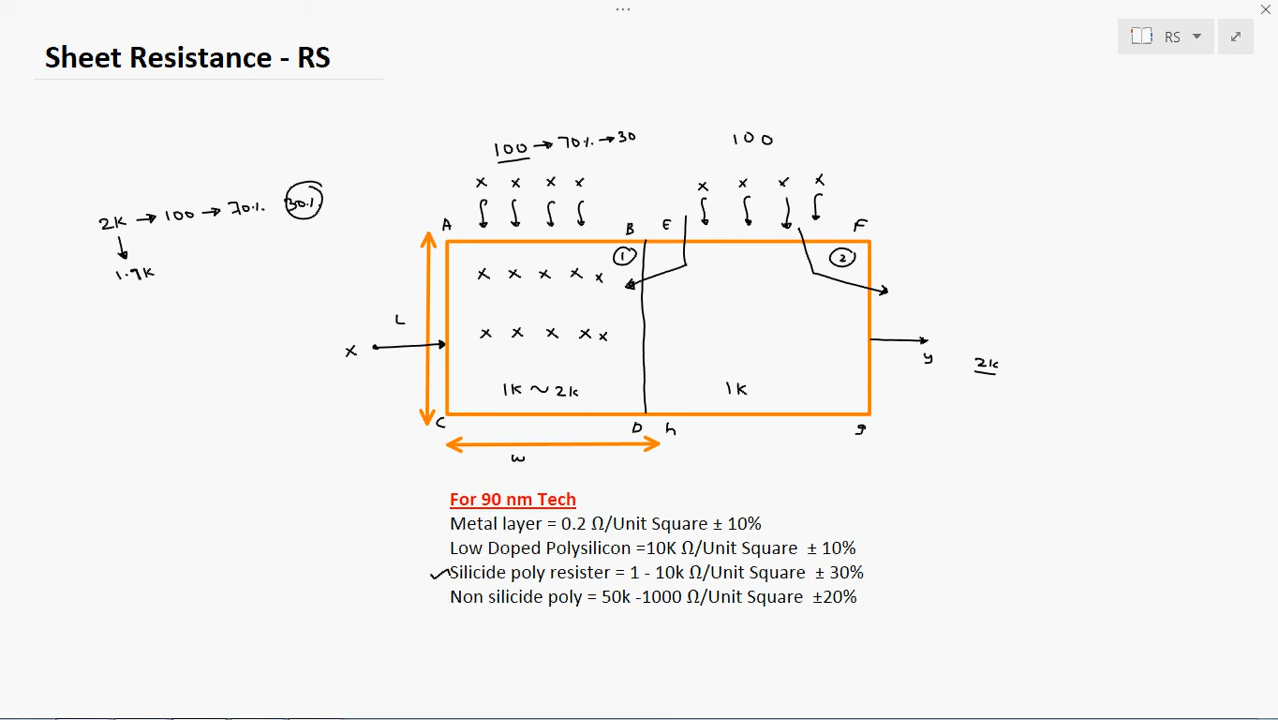 RS
Sheet Resistance - RS
100 → 70% → 30
100
x x x x
x x x x
2K → 100 → 70% 30%
1.9K
A B E F
1 2
x x x x x
L
x x x x x
X
y
2k
1K ~ 2k
1K
C D h g
w
For 90 nm Tech
Metal layer = 0.2 Ω/Unit Square ± 10%
Low Doped Polysilicon =10K Ω/Unit Square ± 10%
✓Silicide poly resister = 1 - 10k Ω/Unit Square ± 30%
Non silicide poly = 50k -1000 Ω/Unit Square ±20%